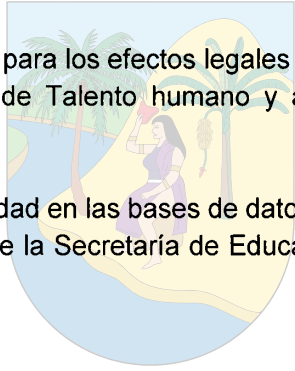 para los efectos legales
de Talento humano y a
dad en las bases de dato
e la Secretaría de Educa